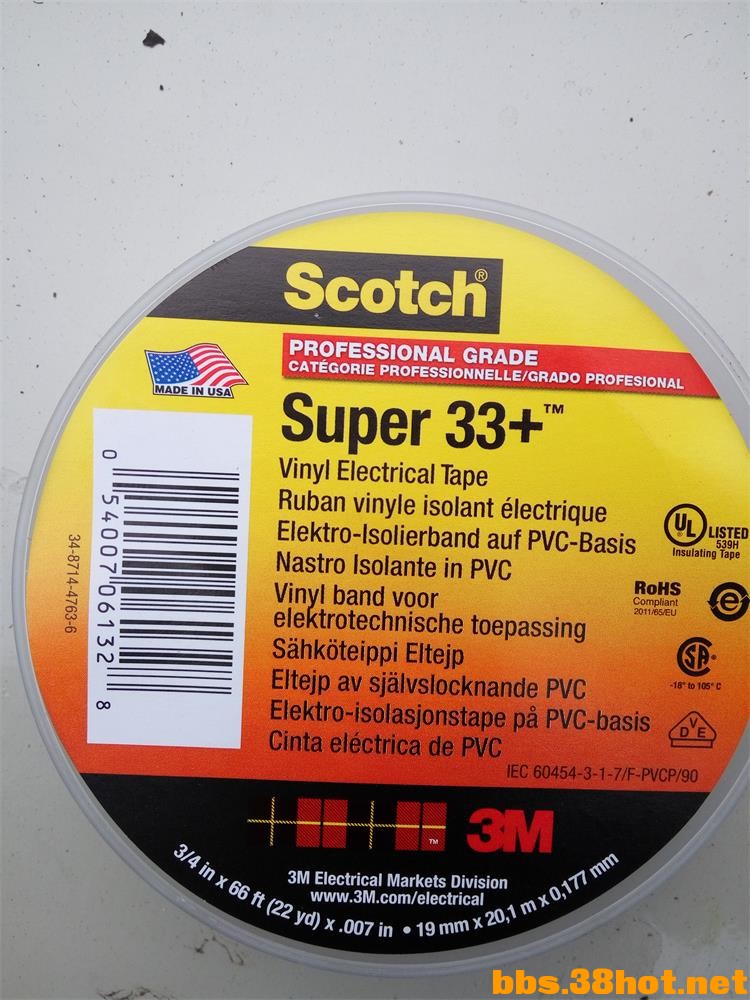 Scotch®
PROFESSIONAL GRADE
CATÉGORIE PROFESSIONNELLE/GRADO PROFESIONAL
MADE IN USA
Super 33+™
Vinyl Electrical Tape
Ruban vinyle isolant électrique
Elektro-Isolierband auf PVC-Basis
Nastro Isolante in PVC
Vinyl band voor
elektrotechnische toepassing
Sähköteippi Eltejp
Eltejp av självslocknande PVC
Elektro-isolasjonstape på PVC-basis
Cinta eléctrica de PVC
IEC 60454-3-1-7/F-PVCP/90
0 54007 06132 8
34-8714-4763-6
UL ®
LISTED
539H
Insulating Tape
RoHS
Compliant
2011/65/EU
e
SA ®
-18° to 105° C
D V E
™
3M
3M Electrical Markets Division
www.3M.com/electrical
3/4 in x 66 ft (22 yd) x .007 in • 19 mm x 20,1 m x 0,177 mm
bbs.38hot.net